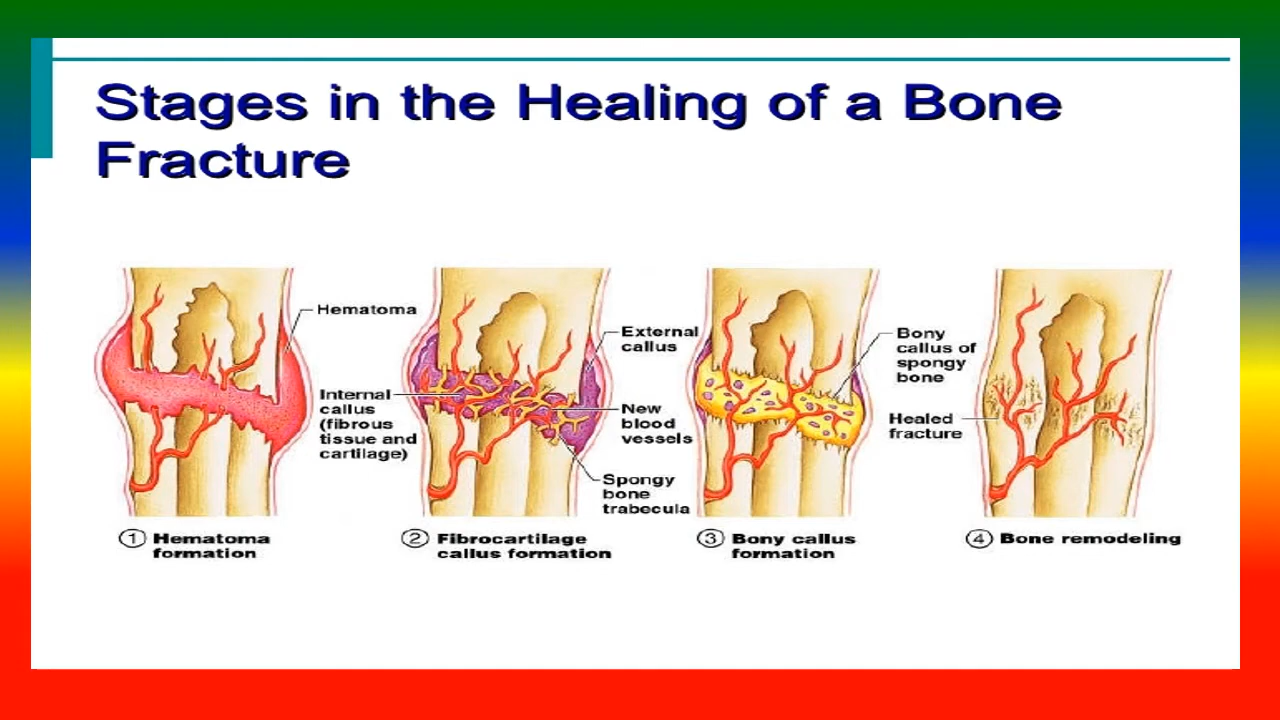 Stages in the Healing of a Bone
Fracture
Hematoma
Internal
callus
(fibrous
tissue and
cartilage)
External
callus
New
blood
vessels
Spongy
bone
trabecula
Bony
callus of
spongy
bone
Healed
fracture
1 Hematoma
formation
2 Fibrocartilage
callus formation
3 Bony callus
formation
4 Bone remodeling